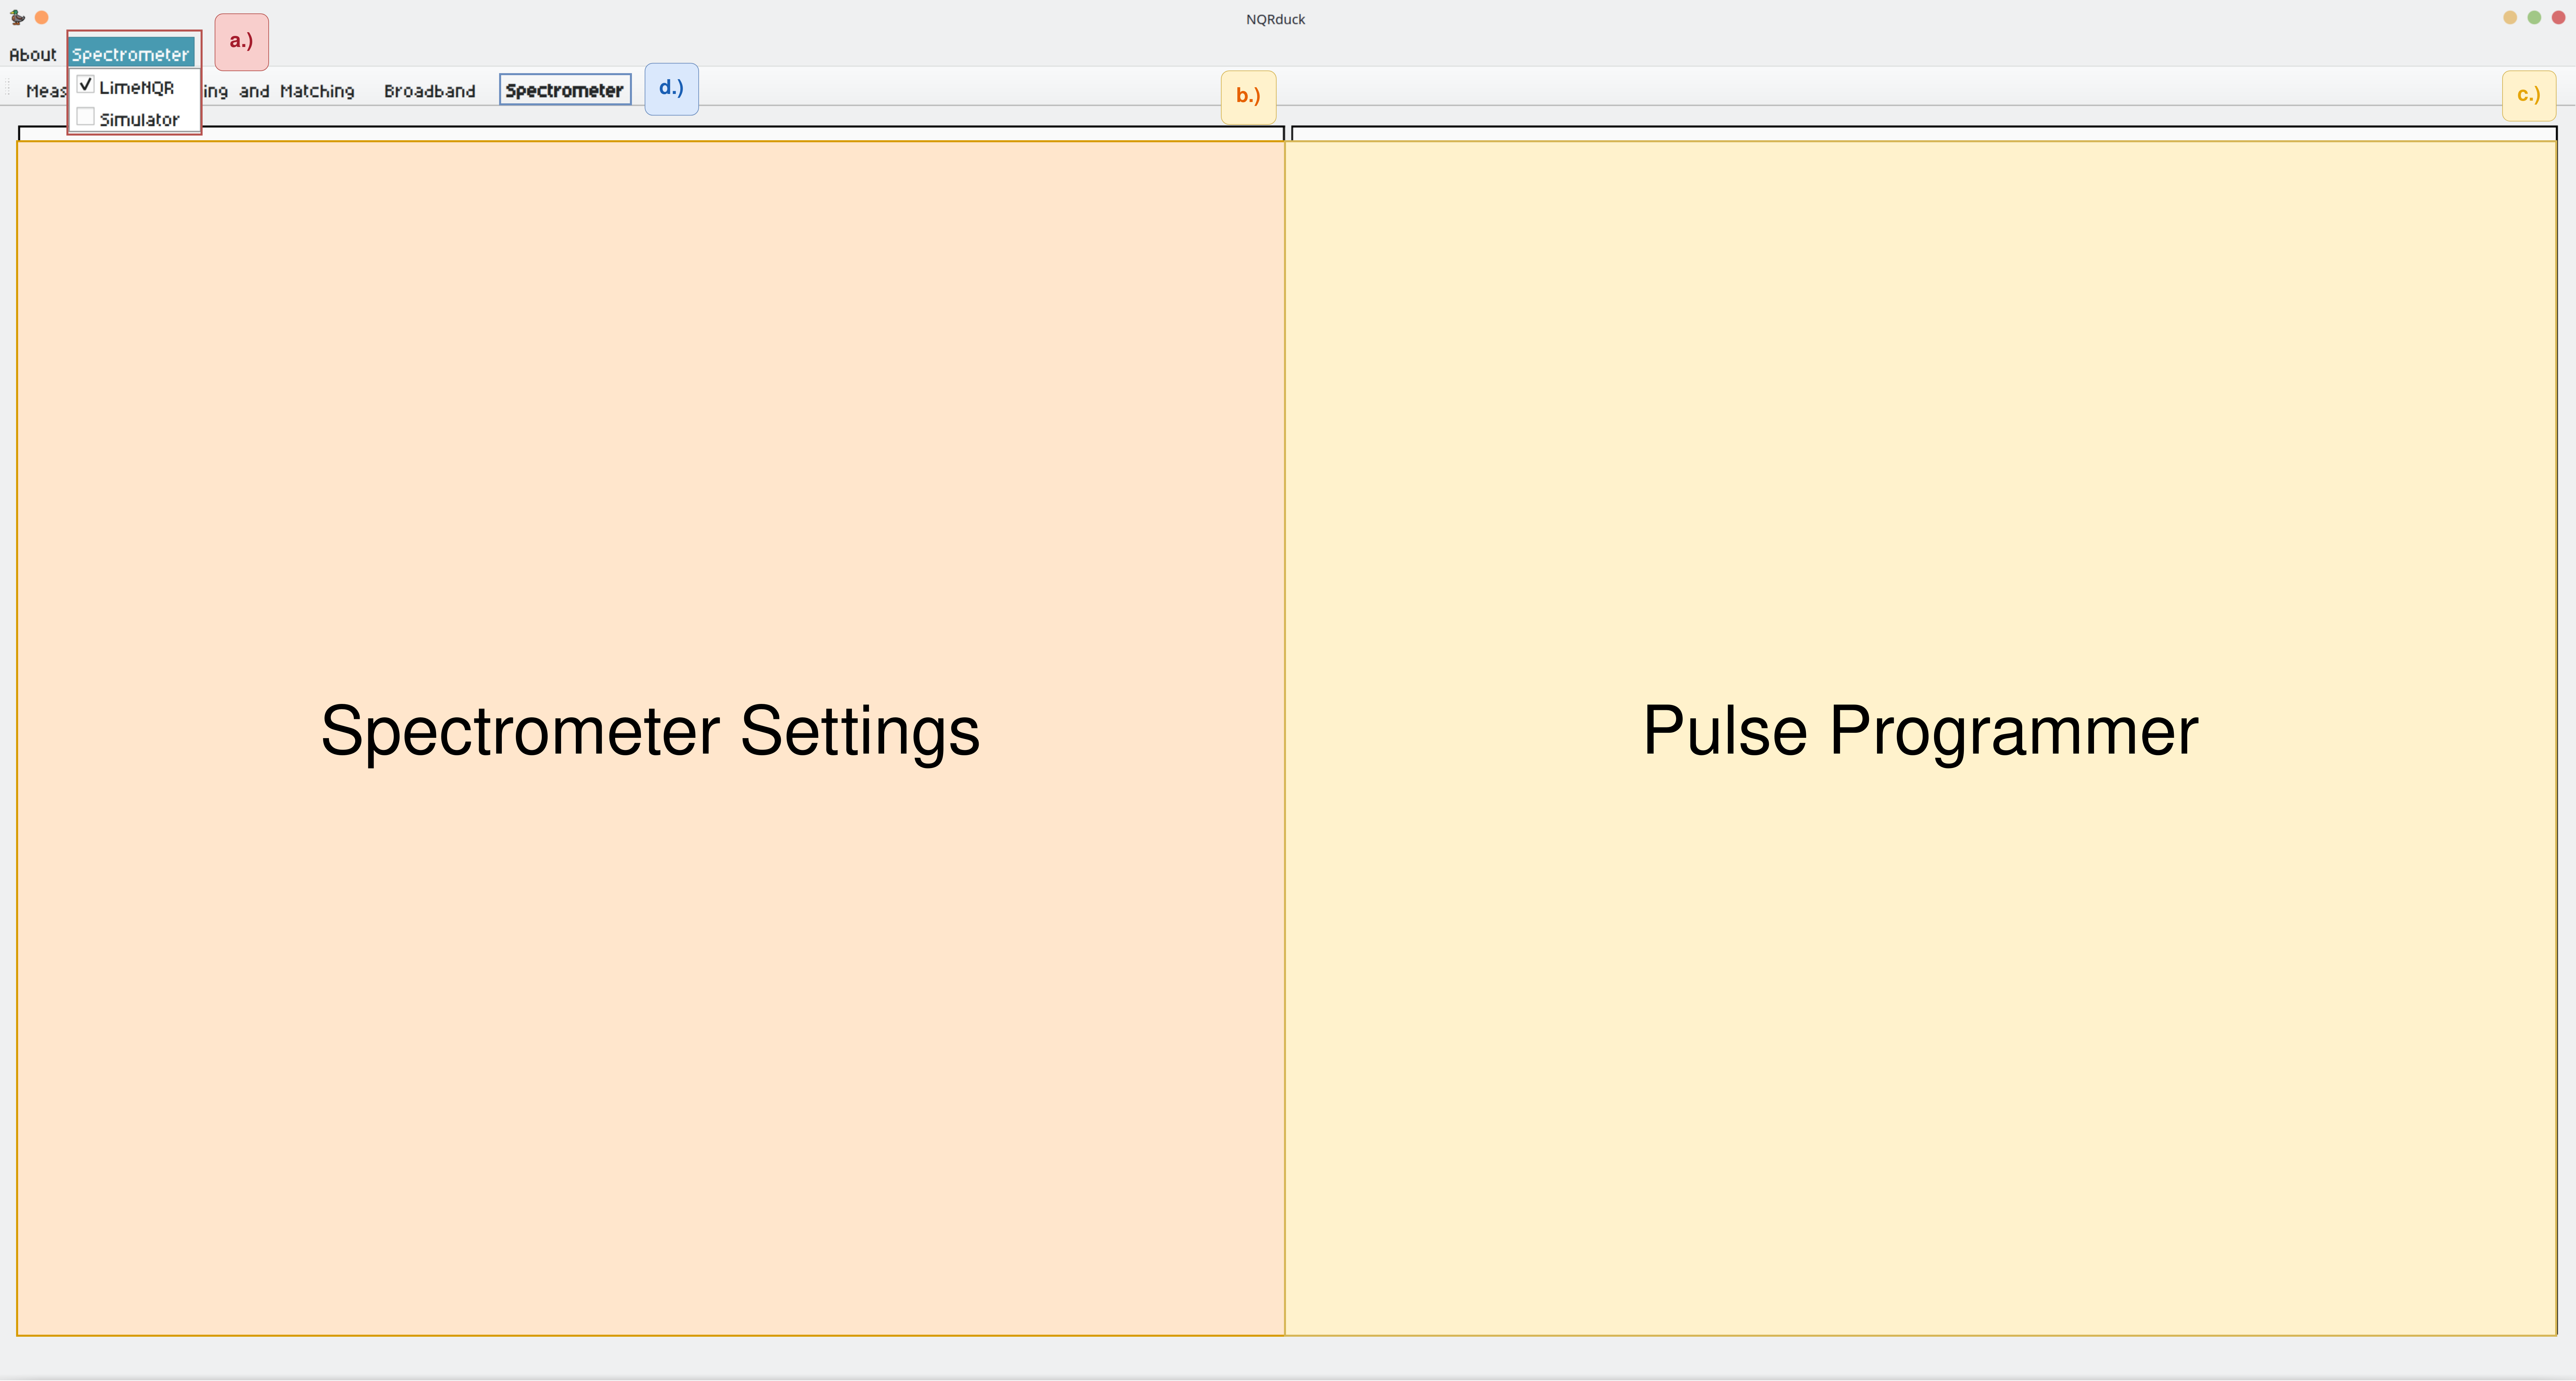 NQRduck
a.)
About Spectrometer
LimeNQR
Simulator
Meas
ing and Matching Broadband Spectrometer
d.)
b.)
c.)
Spectrometer Settings
Pulse Programmer